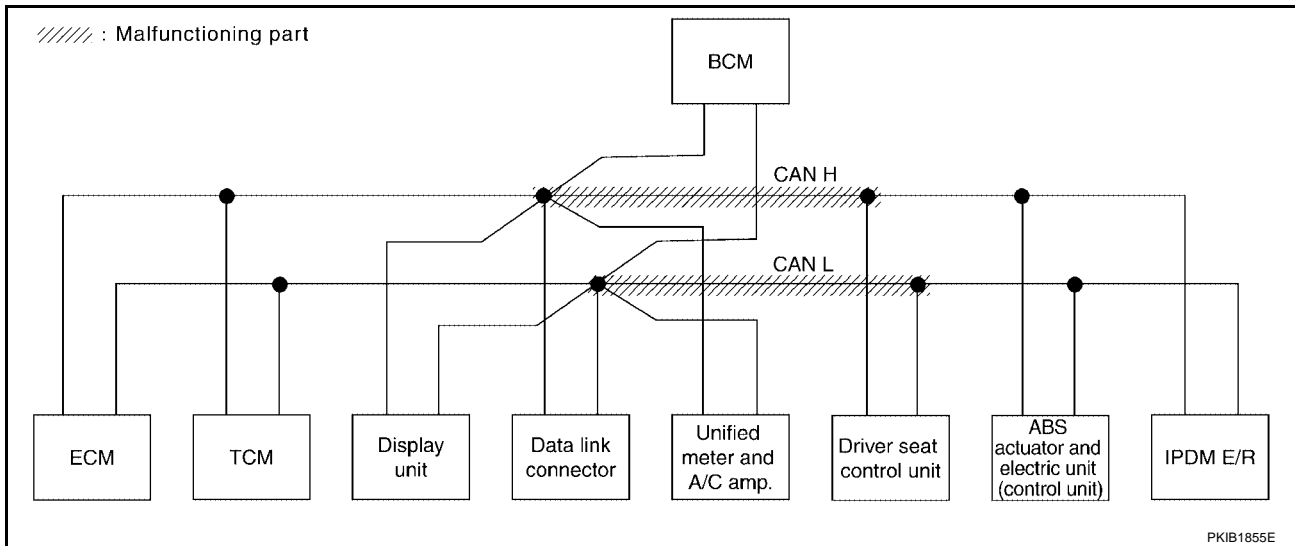 : Malfunctioning part
BCM
CAN H
CAN L
ECM
TCM
Display
unit
Data link
connector
Unified
meter and
A/C amp.
Driver seat
control unit
ABS
actuator and
electric unit
(control unit)
IPDM E/R
PKIB1855E